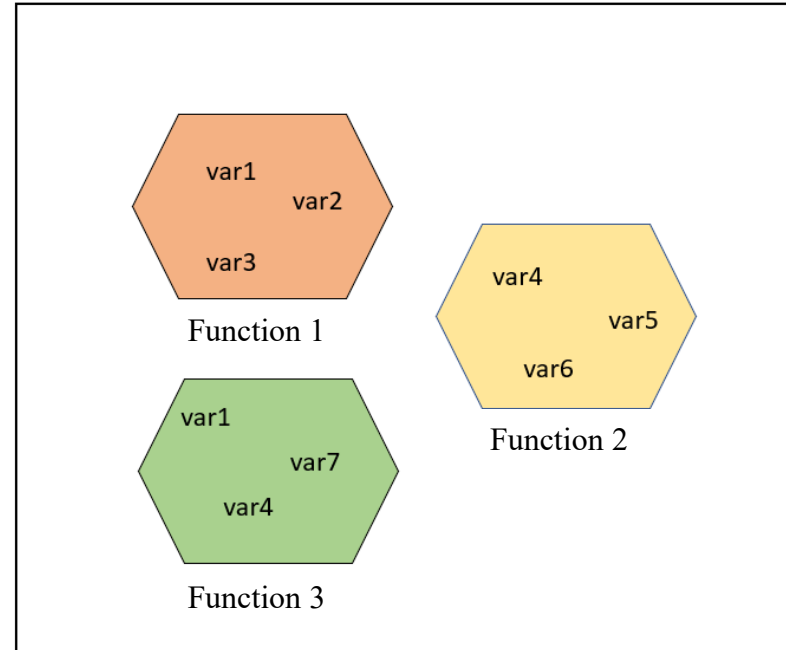 var1
var2
var3
Function 1
var4
var5
var6
Function 2
var1
var7
var4
Function 3